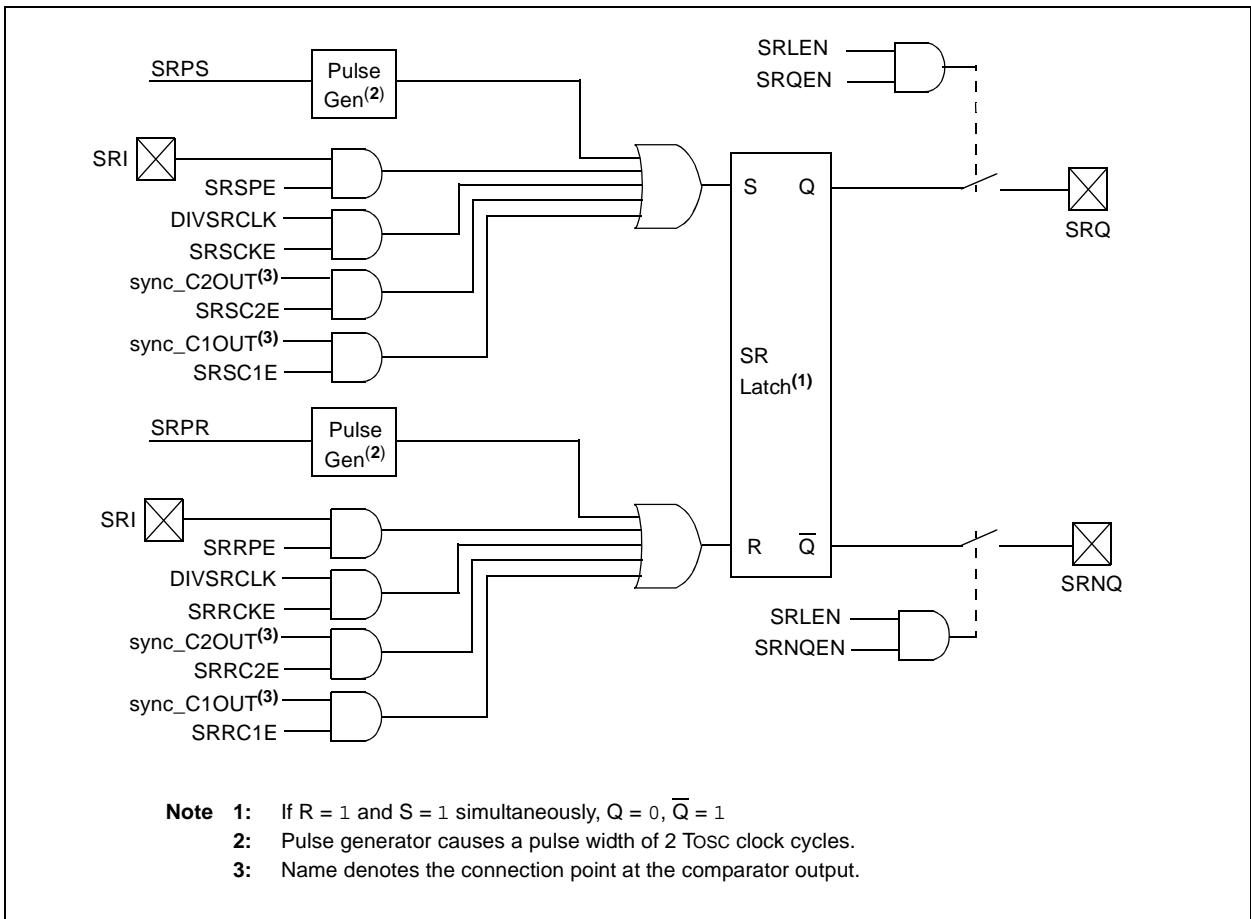 SRPS
Pulse
Gen(2)
SRI
SRSPE
DIVSRCLK
SRSCKE
sync_C2OUT(3)
SRSC2E
sync_C1OUT(3)
SRSC1E
SRPR
Pulse
Gen(2)
SRI
SRRPE
DIVSRCLK
SRRCKE
sync_C2OUT(3)
SRRC2E
sync_C1OUT(3)
SRRC1E
S Q
SR
Latch(1)
R Q̅
SRLEN
SRQEN
SRQ
SRNQ
SRLEN
SRNQEN
Note 1: If R = 1 and S = 1 simultaneously, Q = 0, Q̅ = 1
2: Pulse generator causes a pulse width of 2 TOSC clock cycles.
3: Name denotes the connection point at the comparator output.